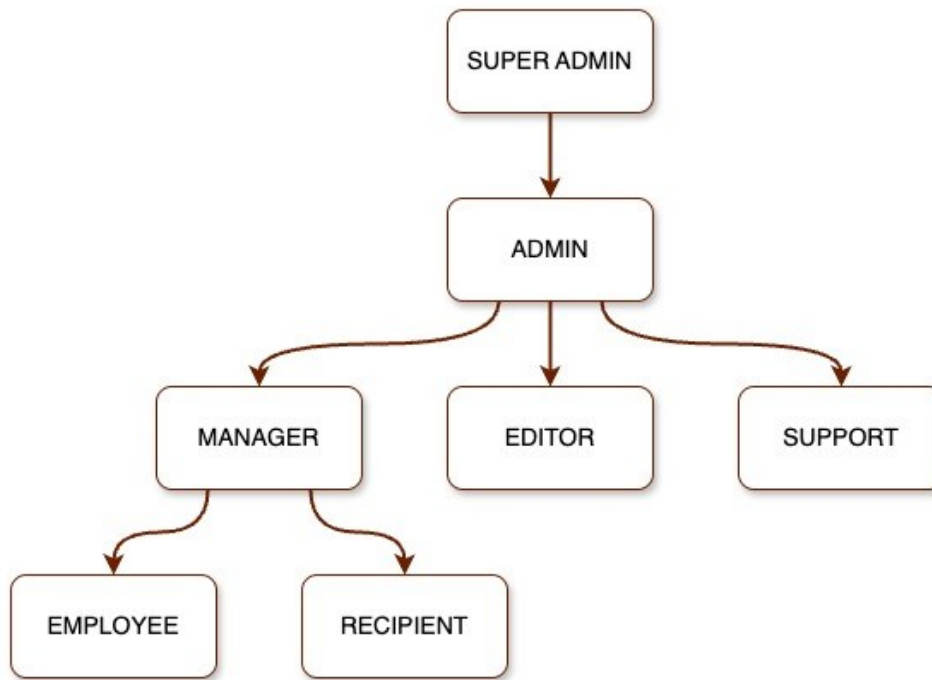 SUPER ADMIN
ADMIN
MANAGER
EDITOR
SUPPORT
EMPLOYEE
RECIPIENT